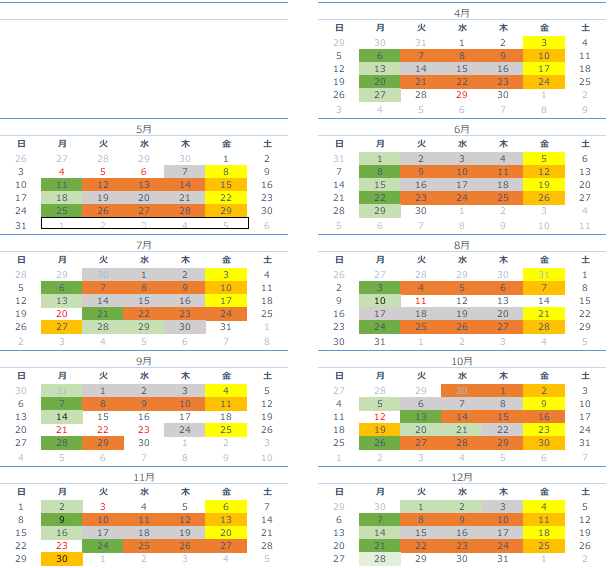 4月
日 月 火 水 木 金 土
29 30 31 1 2 3 4
5 6 7 8 9 10 11
12 13 14 15 16 17 18
19 20 21 22 23 24 25
26 27 28 29 30 1 2
3 4 5 6 7 8 9
5月
日 月 火 水 木 金 土
26 27 28 29 30 1 2
3 4 5 6 7 8 9
10 11 12 13 14 15 16
17 18 19 20 21 22 23
24 25 26 27 28 29 30
31 1 2 3 4 5 6
6月
日 月 火 水 木 金 土
31 1 2 3 4 5 6
7 8 9 10 11 12 13
14 15 16 17 18 19 20
21 22 23 24 25 26 27
28 29 30 1 2 3 4
5 6 7 8 9 10 11
7月
日 月 火 水 木 金 土
28 29 30 1 2 3 4
5 6 7 8 9 10 11
12 13 14 15 16 17 18
19 20 21 22 23 24 25
26 27 28 29 30 31 1
2 3 4 5 6 7 8
8月
日 月 火 水 木 金 土
26 27 28 29 30 31 1
2 3 4 5 6 7 8
9 10 11 12 13 14 15
16 17 18 19 20 21 22
23 24 25 26 27 28 29
30 31 1 2 3 4 5
9月
日 月 火 水 木 金 土
30 31 1 2 3 4 5
6 7 8 9 10 11 12
13 14 15 16 17 18 19
20 21 22 23 24 25 26
27 28 29 30 1 2 3
4 5 6 7 8 9 10
10月
日 月 火 水 木 金 土
27 28 29 30 1 2 3
4 5 6 7 8 9 10
11 12 13 14 15 16 17
18 19 20 21 22 23 24
25 26 27 28 29 30 31
1 2 3 4 5 6 7
11月
日 月 火 水 木 金 土
1 2 3 4 5 6 7
8 9 10 11 12 13 14
15 16 17 18 19 20 21
22 23 24 25 26 27 28
29 30 1 2 3 4 5
12月
日 月 火 水 木 金 土
29 30 1 2 3 4 5
6 7 8 9 10 11 12
13 14 15 16 17 18 19
20 21 22 23 24 25 26
27 28 29 30 31 1 2